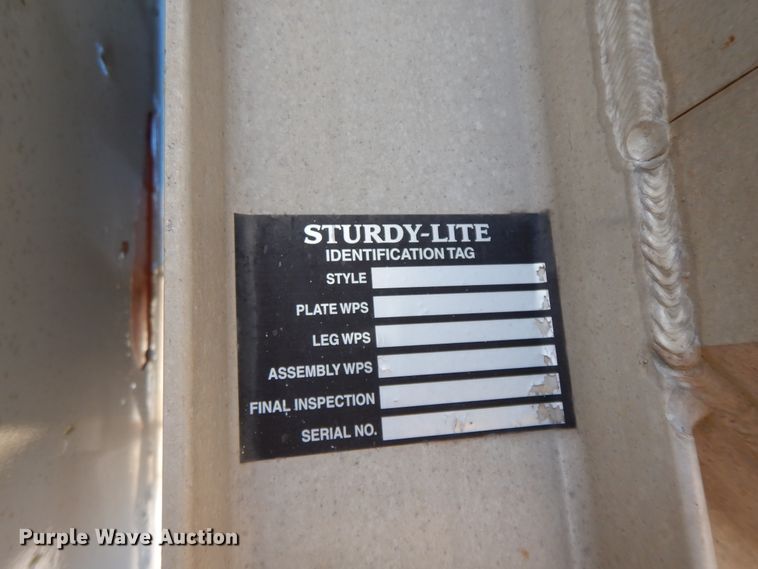 STURDY-LITE
IDENTIFICATION TAG
STYLE
PLATE WPS
LEG WPS
ASSEMBLY WPS
FINAL INSPECTION
SERIAL NO.
Purple Wave Auction